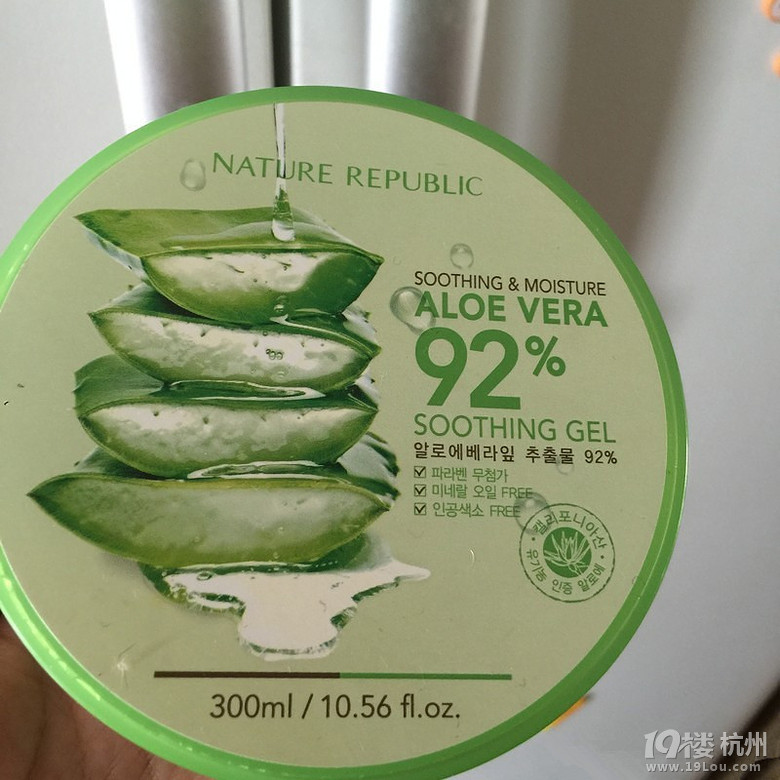 NATURE REPUBLIC
SOOTHING & MOISTURE
ALOE VERA
92%
SOOTHING GEL
알로에베라잎 추출물 92%
파라벤 무첨가
미네랄 오일 FREE
인공색소 FREE
캘리포니아산
유기농 인증 알로에
300ml / 10.56 fl.oz.
19楼 杭州
www.19Lou.com